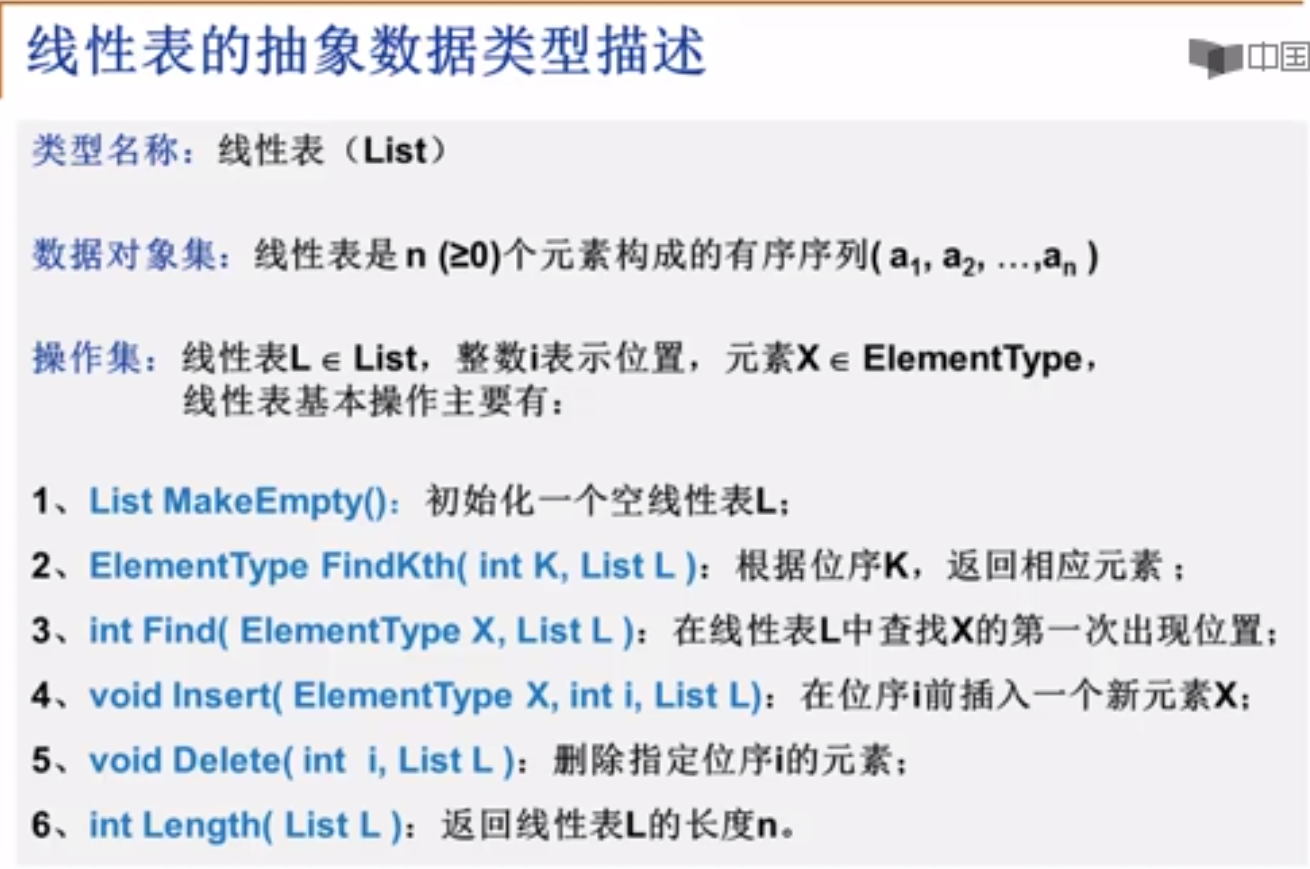 线性表的抽象数据类型描述
中国
类型名称：线性表（List）
数据对象集：线性表是 n (≥0)个元素构成的有序序列( a₁, a₂, …,aₙ )
操作集：线性表L ∈ List，整数i表示位置，元素X ∈ ElementType，
线性表基本操作主要有：
1、List MakeEmpty()：初始化一个空线性表L；
2、ElementType FindKth( int K, List L )：根据位序K，返回相应元素 ；
3、int Find( ElementType X, List L )：在线性表L中查找X的第一次出现位置；
4、void Insert( ElementType X, int i, List L)：在位序i前插入一个新元素X；
5、void Delete( int i, List L )：删除指定位序i的元素；
6、int Length( List L )：返回线性表L的长度n。